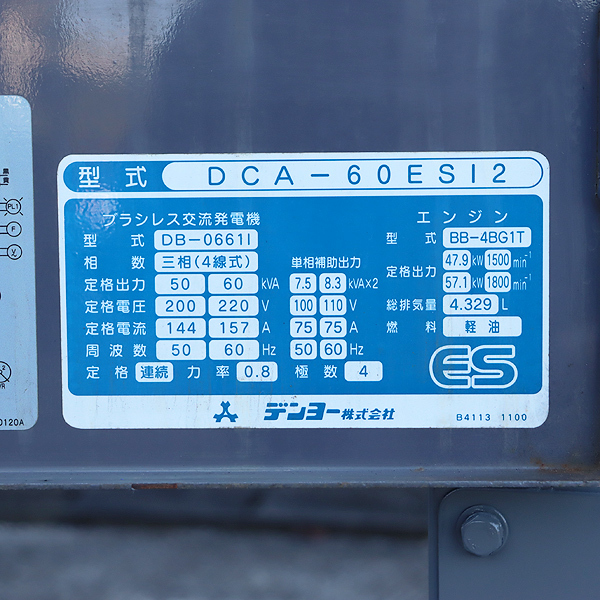 型式 DCA-60ESI2
ブラシレス交流発電機
型式 DB-0661I
相数 三相(4線式) 単相補助出力
定格出力 50 60 kVA 7.5 8.3 kVA×2
定格電圧 200 220 V 100 110 V
定格電流 144 157 A 75 75 A
周波数 50 60 Hz 50 60 Hz
定格 連続 力率 0.8 極数 4
エンジン
型式 BB-4BG1T
定格出力 47.9 kW 1500 min⁻¹
57.1 kW 1800 min⁻¹
総排気量 4.329 L
燃料 軽油
ES
デンヨー株式会社
B4113 1100
PL1
F
V
0120A